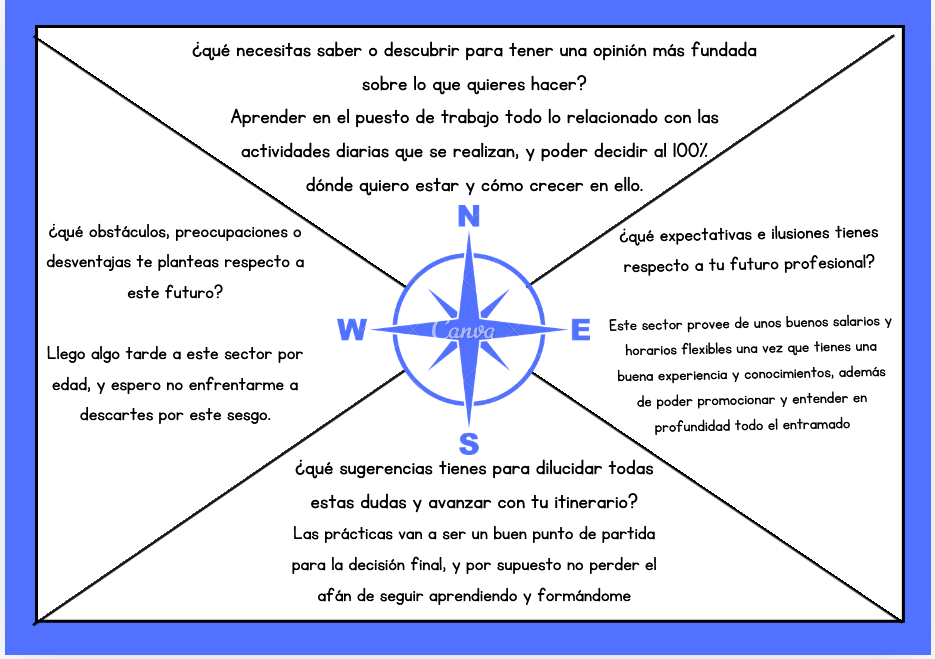 ¿qué necesitas saber o descubrir para tener una opinión más fundada
sobre lo que quieres hacer?
Aprender en el puesto de trabajo todo lo relacionado con las
actividades diarias que se realizan, y poder decidir al 100%
dónde quiero estar y cómo crecer en ello.
N
¿qué obstáculos, preocupaciones o
desventajas te planteas respecto a
este futuro?
Llego algo tarde a este sector por
edad, y espero no enfrentarme a
descartes por este sesgo.
W
Canva
E
¿qué expectativas e ilusiones tienes
respecto a tu futuro profesional?
Este sector provee de unos buenos salarios y
horarios flexibles una vez que tienes una
buena experiencia y conocimientos, además
de poder promocionar y entender en
profundidad todo el entramado
S
¿qué sugerencias tienes para dilucidar todas
estas dudas y avanzar con tu itinerario?
Las prácticas van a ser un buen punto de partida
para la decisión final, y por supuesto no perder el
afán de seguir aprendiendo y formándome